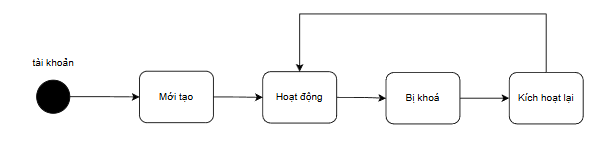 tài khoản
Mới tạo
Hoạt động
Bị khoá
Kích hoạt lại